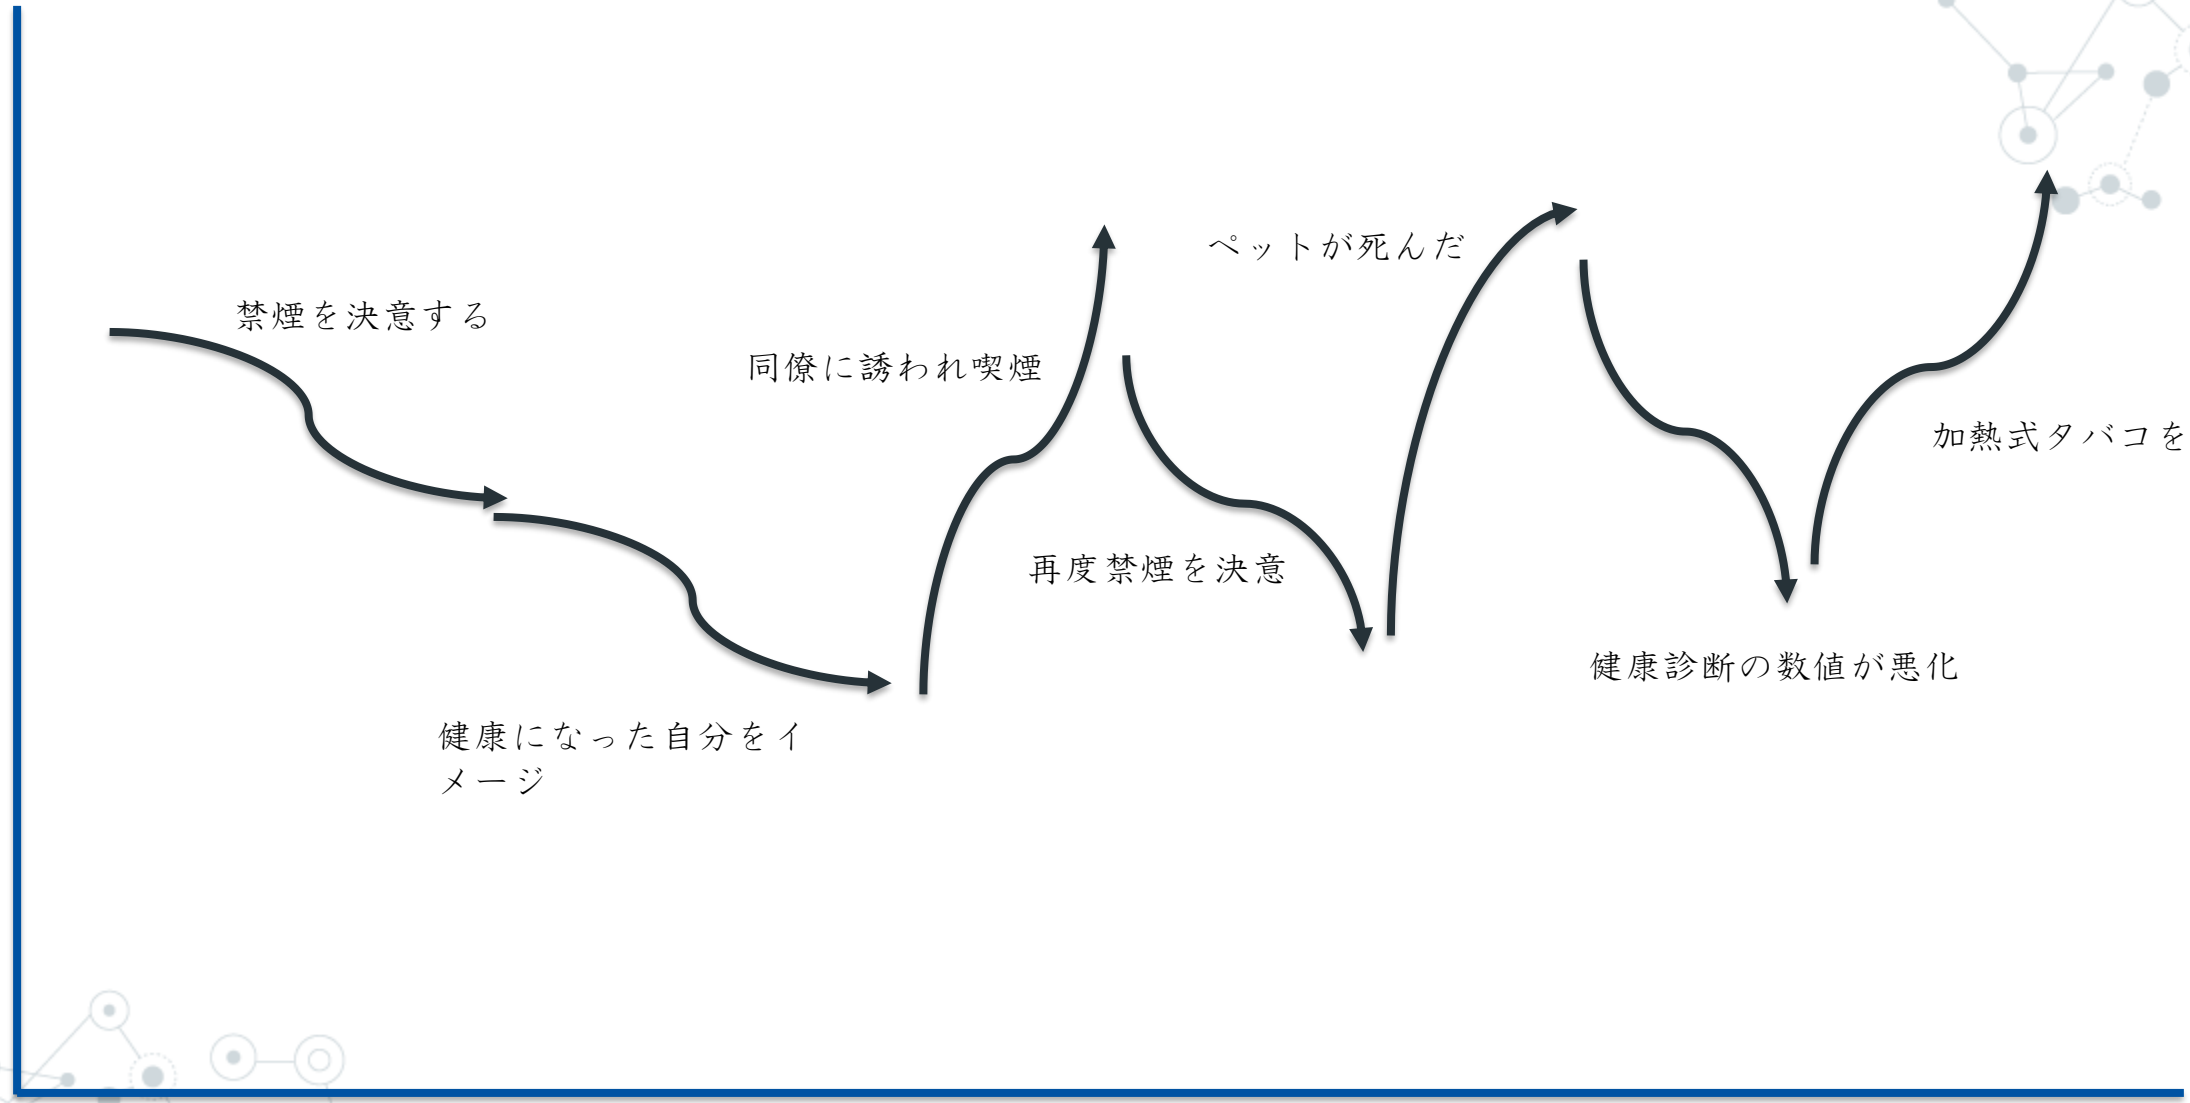 禁煙を決意する
健康になった自分をイ
メージ
同僚に誘われ喫煙
再度禁煙を決意
ペットが死んだ
健康診断の数値が悪化
加熱式タバコを